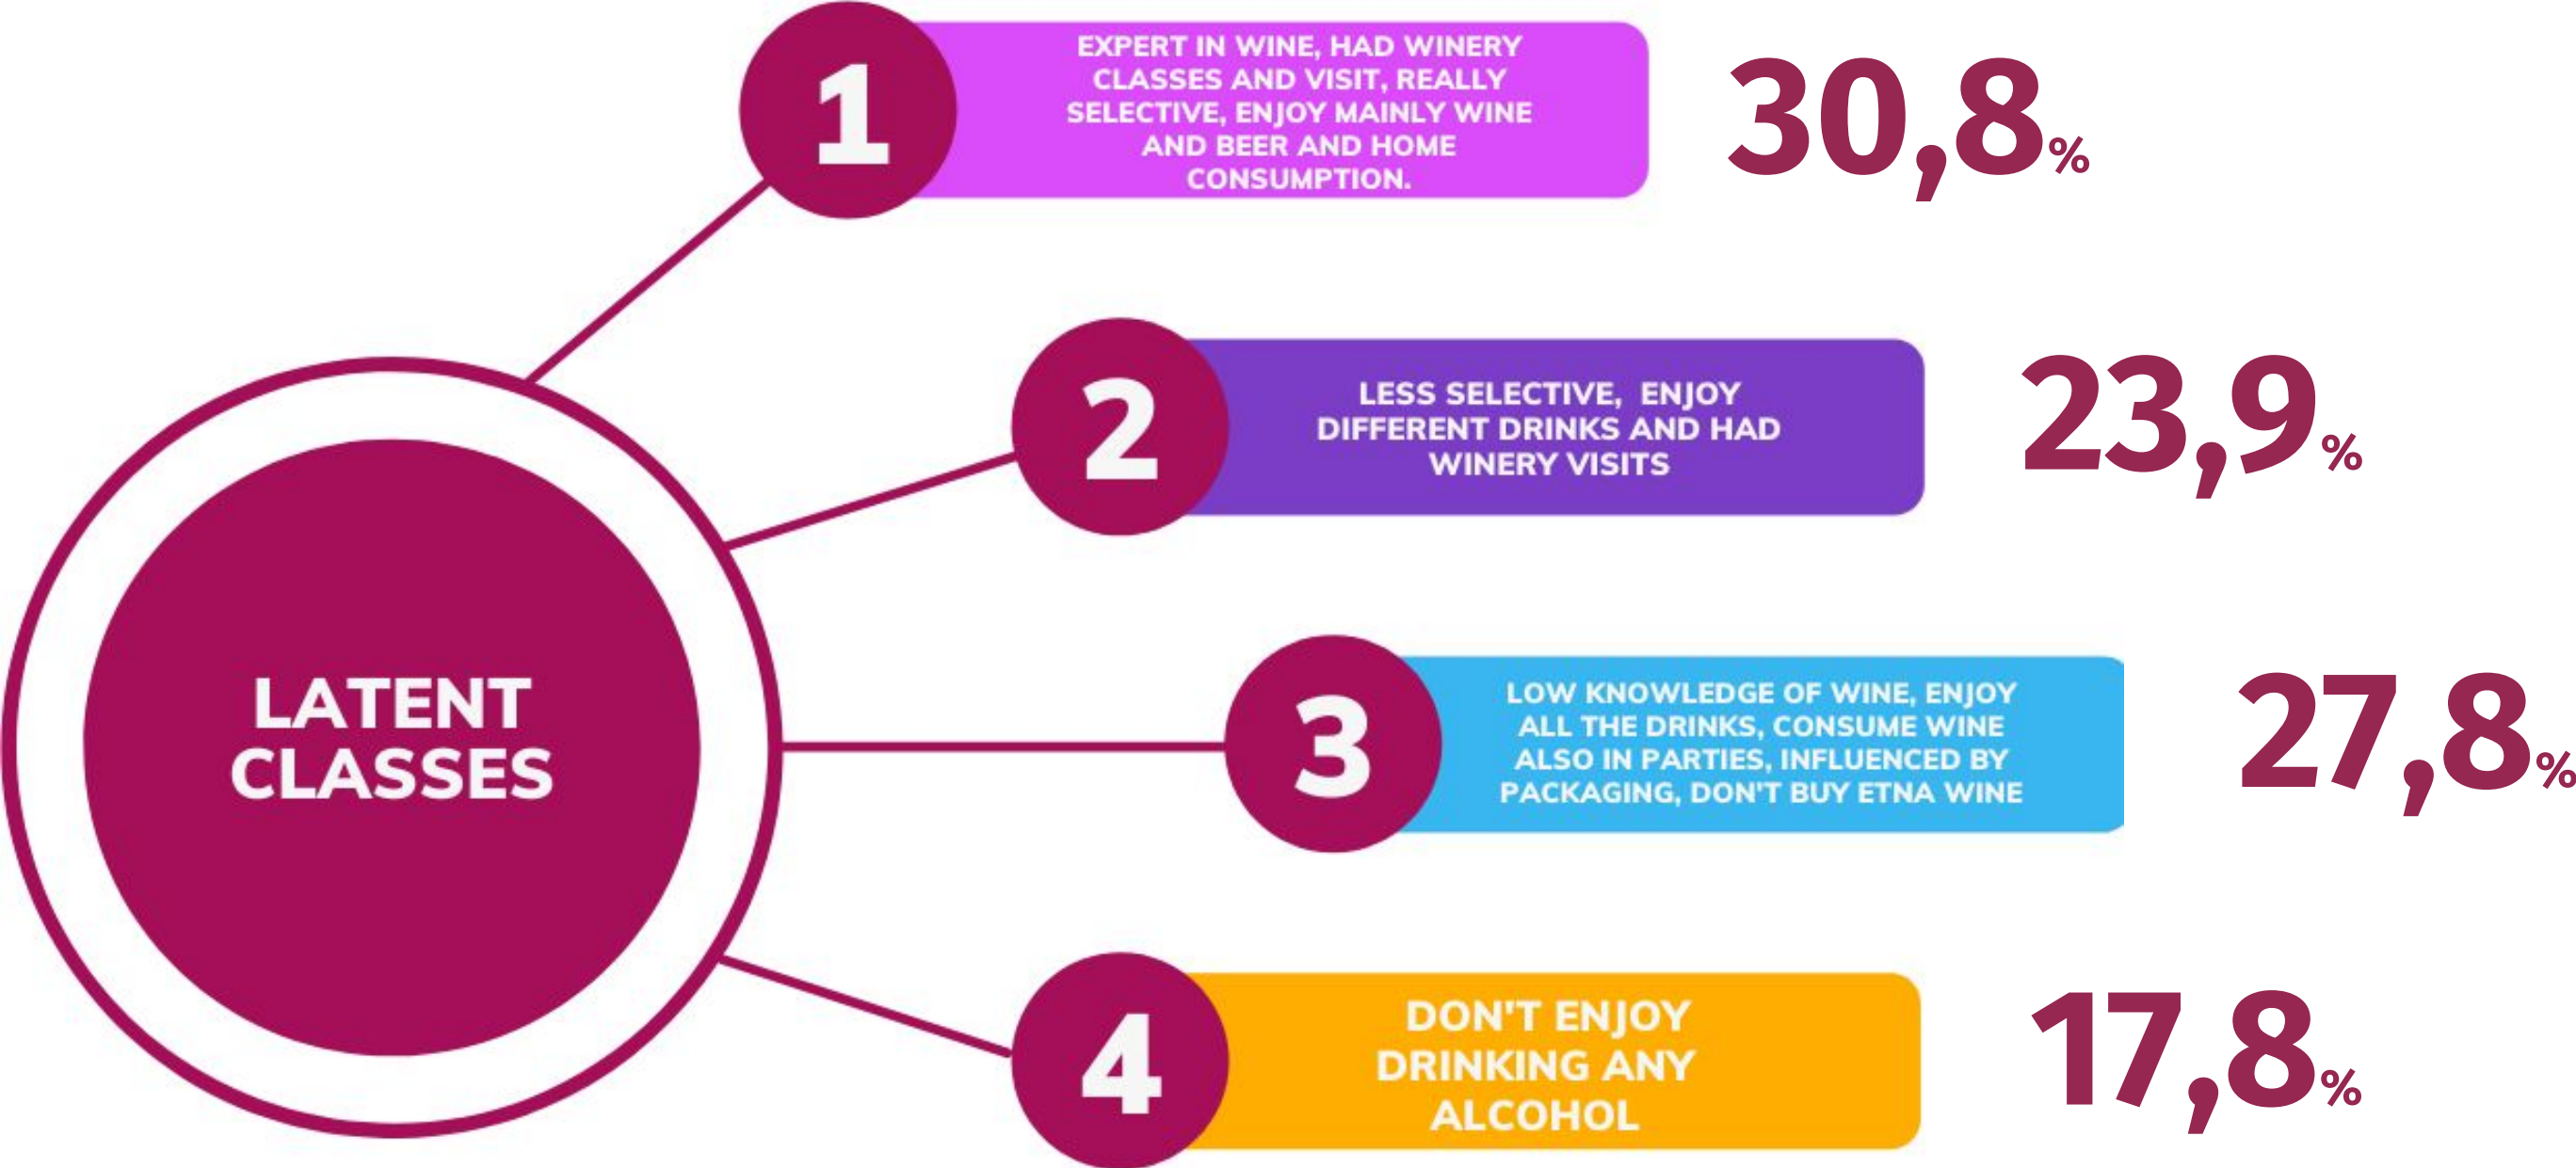 1
EXPERT IN WINE, HAD WINERY
CLASSES AND VISIT, REALLY
SELECTIVE, ENJOY MAINLY WINE
AND BEER AND HOME
CONSUMPTION.
30,8%
2
LESS SELECTIVE, ENJOY
DIFFERENT DRINKS AND HAD
WINERY VISITS
23,9%
LATENT
CLASSES
3
LOW KNOWLEDGE OF WINE, ENJOY
ALL THE DRINKS, CONSUME WINE
ALSO IN PARTIES, INFLUENCED BY
PACKAGING, DON'T BUY ETNA WINE
27,8%
4
DON'T ENJOY
DRINKING ANY
ALCOHOL
17,8%